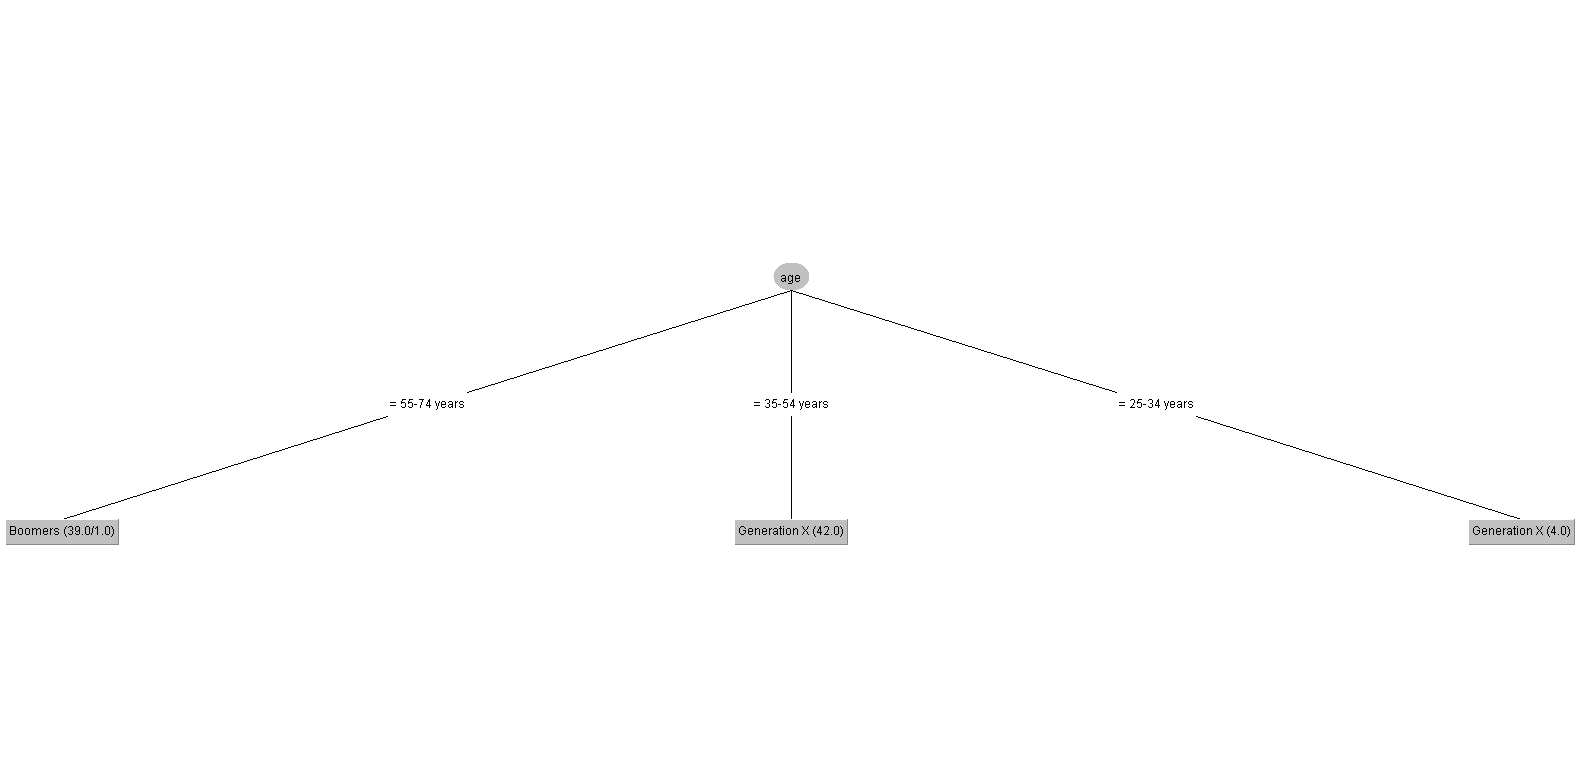 age
= 55-74 years
= 35-54 years
= 25-34 years
Boomers (39.0/1.0)
Generation X (42.0)
Generation X (4.0)